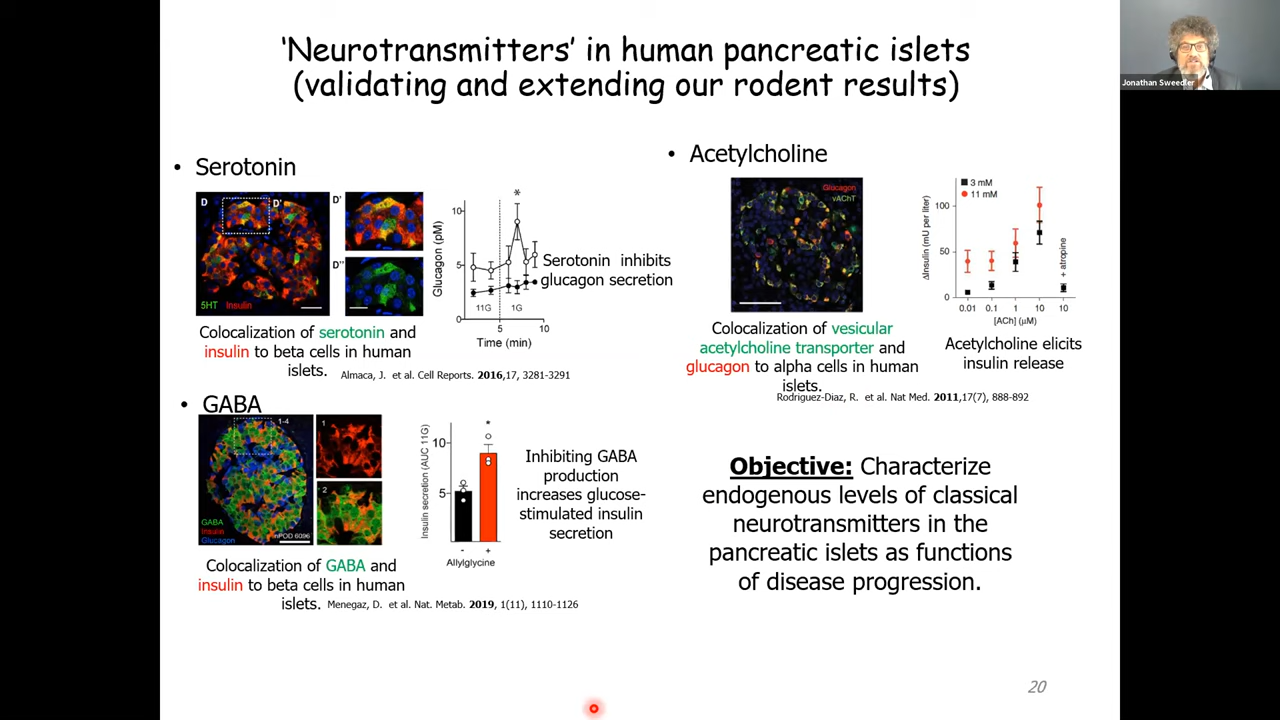 ‘Neurotransmitters’ in human pancreatic islets
(validating and extending our rodent results)
Jonathan Sweedler
• Serotonin
D
D'
D'
D''
5HT Insulin
Glucagon (pM)
10
5
0
*
11G
1G
5
10
Time (min)
Serotonin inhibits
glucagon secretion
Colocalization of serotonin and
insulin to beta cells in human
islets.
Almaca, J. et al. Cell Reports. 2016,17, 3281-3291
• GABA
1-4
1
2
GABA
Insulin
Glucagon
nPOD 6096
Insulin secretion (AUC 11G)
10
5
*
-
+
Allylglycine
Inhibiting GABA
production
increases glucose-
stimulated insulin
secretion
Colocalization of GABA and
insulin to beta cells in human
islets.
Menegaz, D. et al. Nat. Metab. 2019, 1(11), 1110-1126
• Acetylcholine
Glucagon
vAChT
3 mM
11 mM
ΔInsulin (mU per liter)
100
50
0
+ atropine
0.01
0.1
1
10
10
[ACh] (μM)
Colocalization of vesicular
acetylcholine transporter and
glucagon to alpha cells in human
islets.
Acetylcholine elicits
insulin release
Rodriguez-Diaz, R. et al. Nat Med. 2011,17(7), 888-892
Objective: Characterize
endogenous levels of classical
neurotransmitters in the
pancreatic islets as functions
of disease progression.
20